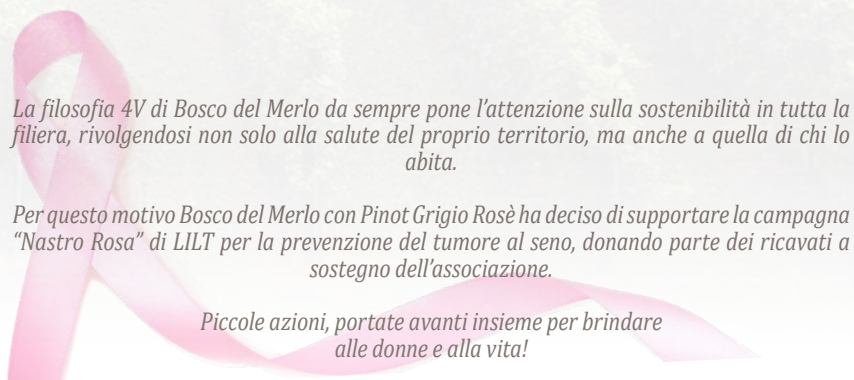 La filosofia 4V di Bosco del Merlo da sempre pone l’attenzione sulla sostenibilità in tutta la
filiera, rivolgendosi non solo alla salute del proprio territorio, ma anche a quella di chi lo
abita.
Per questo motivo Bosco del Merlo con Pinot Grigio Rosè ha deciso di supportare la campagna
“Nastro Rosa” di LILT per la prevenzione del tumore al seno, donando parte dei ricavati a
sostegno dell’associazione.
Piccole azioni, portate avanti insieme per brindare
alle donne e alla vita!